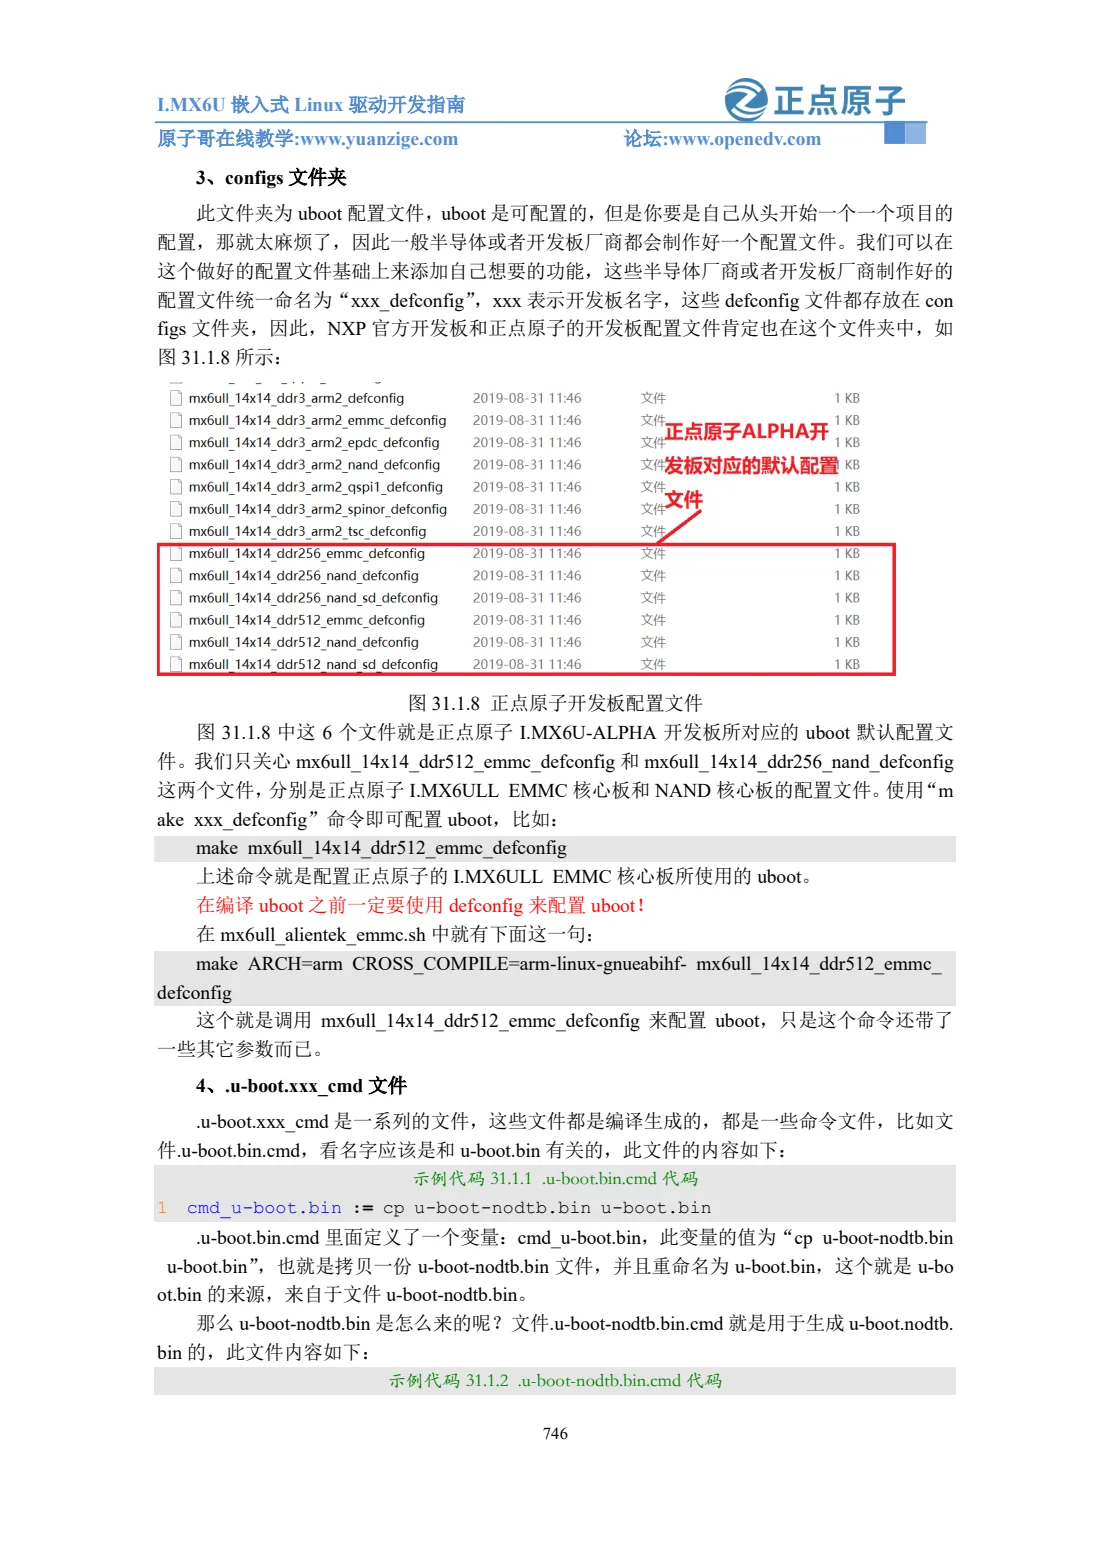 I.MX6U 嵌入式 Linux 驱动开发指南
正点原子
原子哥在线教学:www.yuanzige.com 论坛:www.openedv.com
3、configs 文件夹
此文件夹为 uboot 配置文件，uboot 是可配置的，但是你要是自己从头开始一个一个项目的
配置，那就太麻烦了，因此一般半导体或者开发板厂商都会制作好一个配置文件。我们可以在
这个做好的配置文件基础上来添加自己想要的功能，这些半导体厂商或者开发板厂商制作好的
配置文件统一命名为“xxx_defconfig”，xxx 表示开发板名字，这些 defconfig 文件都存放在 con
figs 文件夹，因此，NXP 官方开发板和正点原子的开发板配置文件肯定也在这个文件夹中，如
图 31.1.8 所示：
mx6ull_14x14_ddr3_arm2_defconfig 2019-08-31 11:46 文件 1 KB
mx6ull_14x14_ddr3_arm2_emmc_defconfig 2019-08-31 11:46 文件 1 KB
正点原子ALPHA开
mx6ull_14x14_ddr3_arm2_epdc_defconfig 2019-08-31 11:46 文件 1 KB
mx6ull_14x14_ddr3_arm2_nand_defconfig 2019-08-31 11:46 文件 1 KB
发板对应的默认配置
mx6ull_14x14_ddr3_arm2_qspi1_defconfig 2019-08-31 11:46 文件 1 KB
文件
mx6ull_14x14_ddr3_arm2_spinor_defconfig 2019-08-31 11:46 文件 1 KB
mx6ull_14x14_ddr3_arm2_tsc_defconfig 2019-08-31 11:46 文件 1 KB
mx6ull_14x14_ddr256_emmc_defconfig 2019-08-31 11:46 文件 1 KB
mx6ull_14x14_ddr256_nand_defconfig 2019-08-31 11:46 文件 1 KB
mx6ull_14x14_ddr256_nand_sd_defconfig 2019-08-31 11:46 文件 1 KB
mx6ull_14x14_ddr512_emmc_defconfig 2019-08-31 11:46 文件 1 KB
mx6ull_14x14_ddr512_nand_defconfig 2019-08-31 11:46 文件 1 KB
mx6ull_14x14_ddr512_nand_sd_defconfig 2019-08-31 11:46 文件 1 KB
图 31.1.8 正点原子开发板配置文件
图 31.1.8 中这 6 个文件就是正点原子 I.MX6U-ALPHA 开发板所对应的 uboot 默认配置文
件。我们只关心 mx6ull_14x14_ddr512_emmc_defconfig 和 mx6ull_14x14_ddr256_nand_defconfig
这两个文件，分别是正点原子 I.MX6ULL EMMC 核心板和 NAND 核心板的配置文件。使用“m
ake xxx_defconfig”命令即可配置 uboot，比如：
make mx6ull_14x14_ddr512_emmc_defconfig
上述命令就是配置正点原子的 I.MX6ULL EMMC 核心板所使用的 uboot。
在编译 uboot 之前一定要使用 defconfig 来配置 uboot！
在 mx6ull_alientek_emmc.sh 中就有下面这一句：
make ARCH=arm CROSS_COMPILE=arm-linux-gnueabihf- mx6ull_14x14_ddr512_emmc_
defconfig
这个就是调用 mx6ull_14x14_ddr512_emmc_defconfig 来配置 uboot，只是这个命令还带了
一些其它参数而已。
4、.u-boot.xxx_cmd 文件
.u-boot.xxx_cmd 是一系列的文件，这些文件都是编译生成的，都是一些命令文件，比如文
件.u-boot.bin.cmd，看名字应该是和 u-boot.bin 有关的，此文件的内容如下：
示例代码 31.1.1 .u-boot.bin.cmd 代码
1 cmd_u-boot.bin := cp u-boot-nodtb.bin u-boot.bin
.u-boot.bin.cmd 里面定义了一个变量：cmd_u-boot.bin，此变量的值为“cp u-boot-nodtb.bin
u-boot.bin”，也就是拷贝一份 u-boot-nodtb.bin 文件，并且重命名为 u-boot.bin，这个就是 u-bo
ot.bin 的来源，来自于文件 u-boot-nodtb.bin。
那么 u-boot-nodtb.bin 是怎么来的呢？文件.u-boot-nodtb.bin.cmd 就是用于生成 u-boot.nodtb.
bin 的，此文件内容如下：
示例代码 31.1.2 .u-boot-nodtb.bin.cmd 代码
746